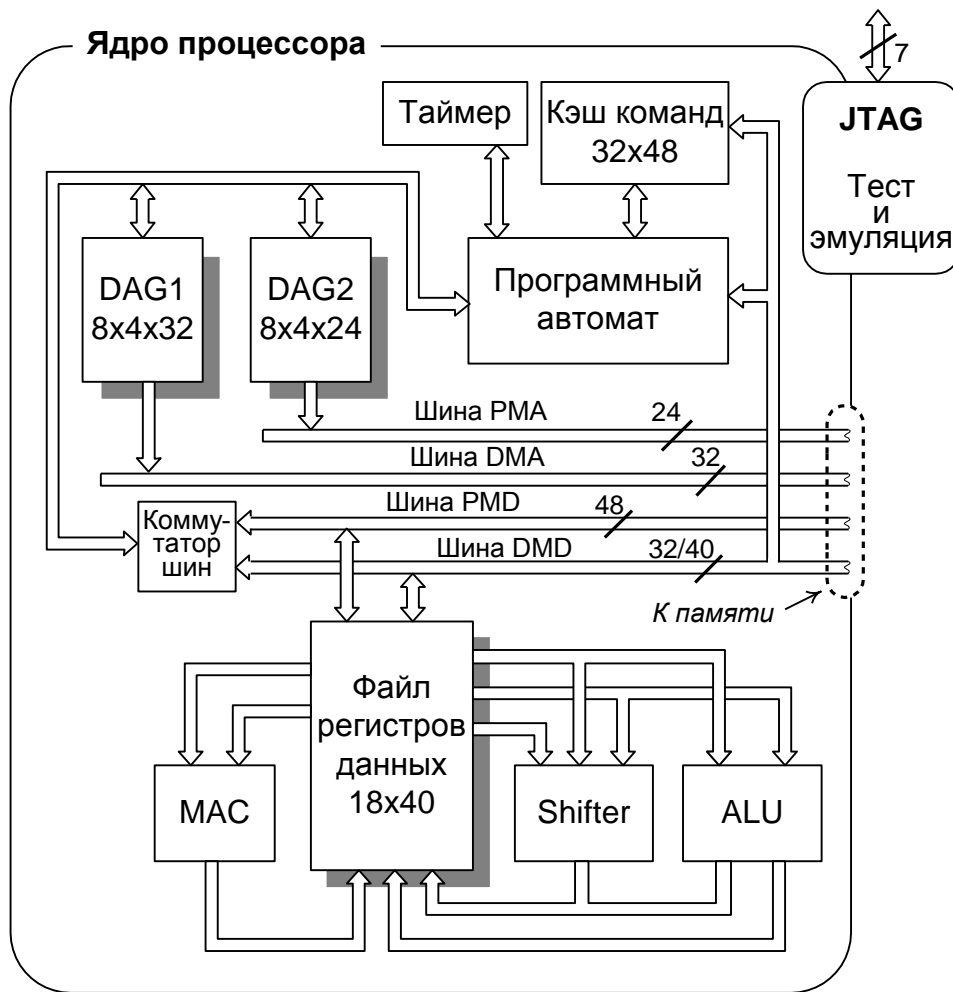 Ядро процессора
7
JTAG
Тест
и
эмуляция
Таймер
Кэш команд
32x48
DAG1
8x4x32
DAG2
8x4x24
Программный
автомат
Шина PMA
24
Шина DMA
32
Шина PMD
48
Шина DMD
32/40
Комму-
татор
шин
К памяти
Файл
регистров
данных
18x40
MAC
Shifter
ALU